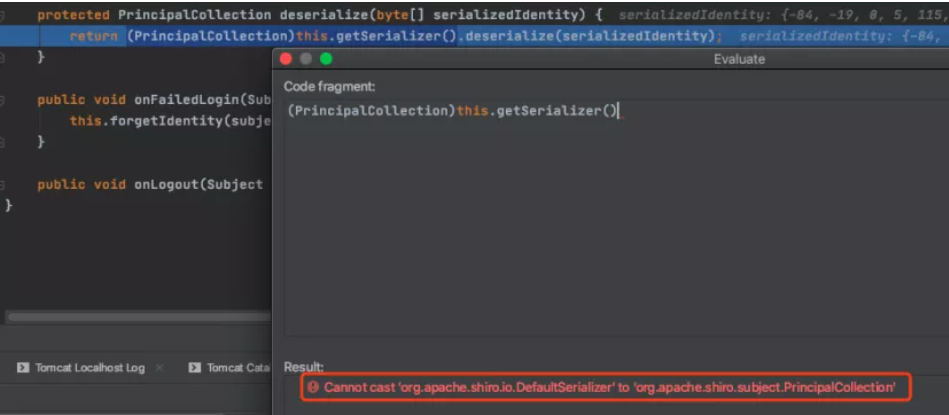 protected PrincipalCollection deserialize(byte[] serializedIdentity) { serializedIdentity: {-84, -19, 0, 5, 115
return (PrincipalCollection)this.getSerializer().deserialize(serializedIdentity); serializedIdentity: {-84,
}
Evaluate
Code fragment:
public void onFailedLogin(Sub
(PrincipalCollection)this.getSerializer()
this.forgetIdentity(subje
}
public void onLogout(Subject
}
Tomcat Localhost Log
Tomcat Cata
Result:
Cannot cast 'org.apache.shiro.io.DefaultSerializer' to 'org.apache.shiro.subject.PrincipalCollection'